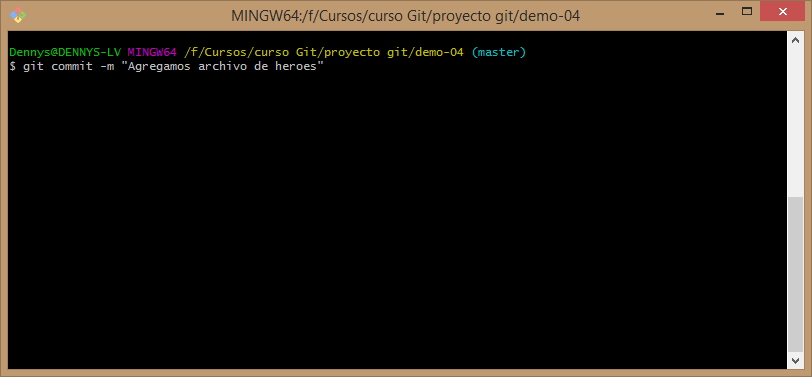 MINGW64:/f/Cursos/curso Git/proyecto git/demo-04
Dennys@DENNYS-LV MINGW64 /f/Cursos/curso Git/proyecto git/demo-04 (master)
$ git commit -m "Agregamos archivo de heroes"